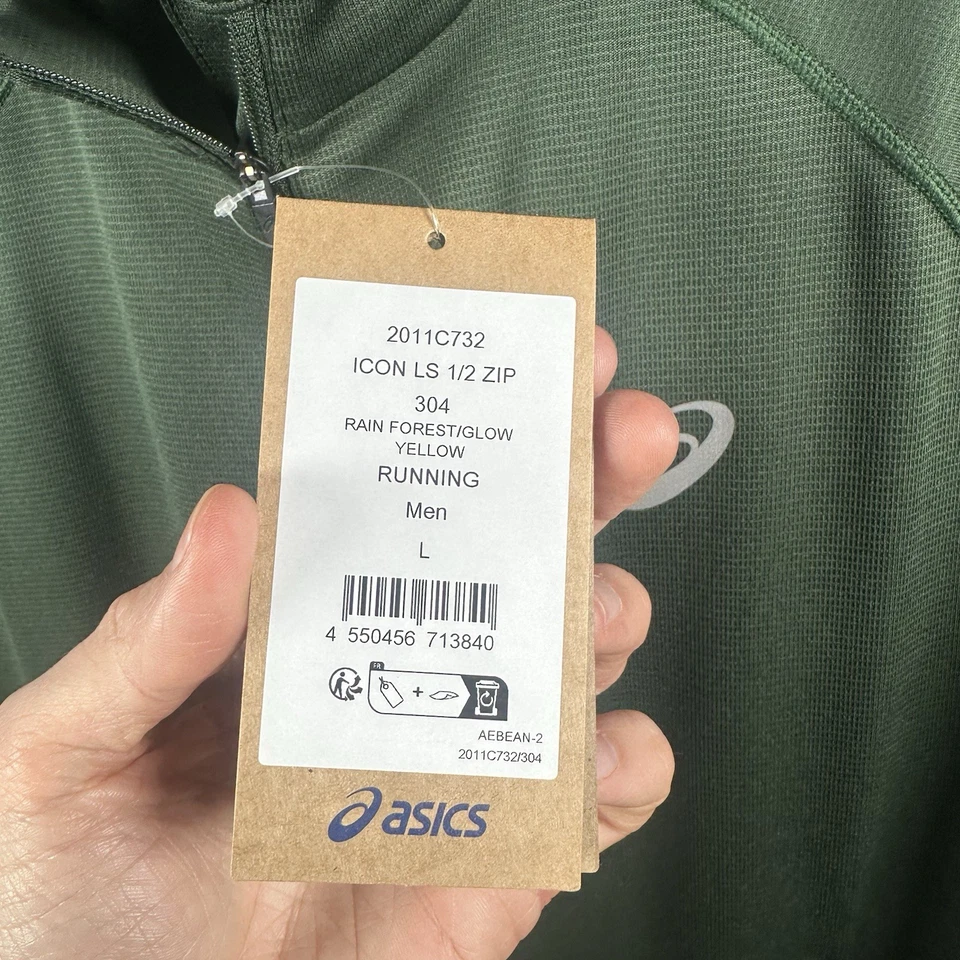 2011C732
ICON LS 1/2 ZIP
304
RAIN FOREST/GLOW
YELLOW
RUNNING
Men
L
4 550456 713840
FR
+
AEBEAN-2
2011C732/304
asics